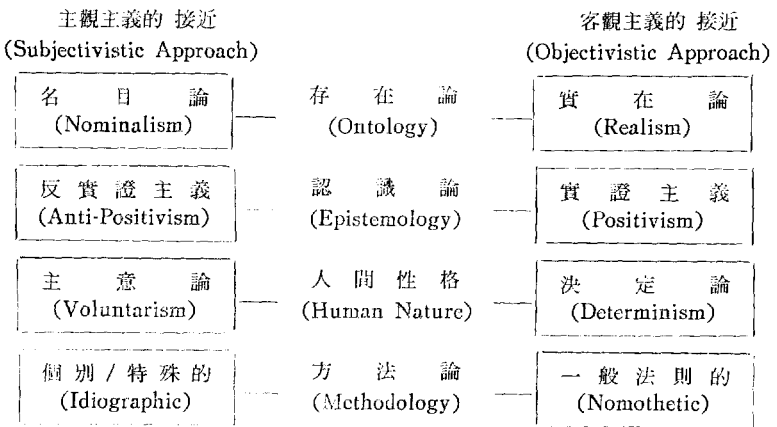 主觀主義的 接近
客觀主義的 接近
(Subjectivistic Approach)
(Objectivistic Approach)
名目論
存在論
實在論
(Nominalism)
(Ontology)
(Realism)
反實證主義
認識論
實證主義
(Anti-Positivism)
(Epistemology)
(Positivism)
主意論
人間性格
決定論
(Voluntarism)
(Human Nature)
(Determinism)
個別/特殊的
方法論
一般法則的
(Idiographic)
(Methodology)
(Nomothetic)